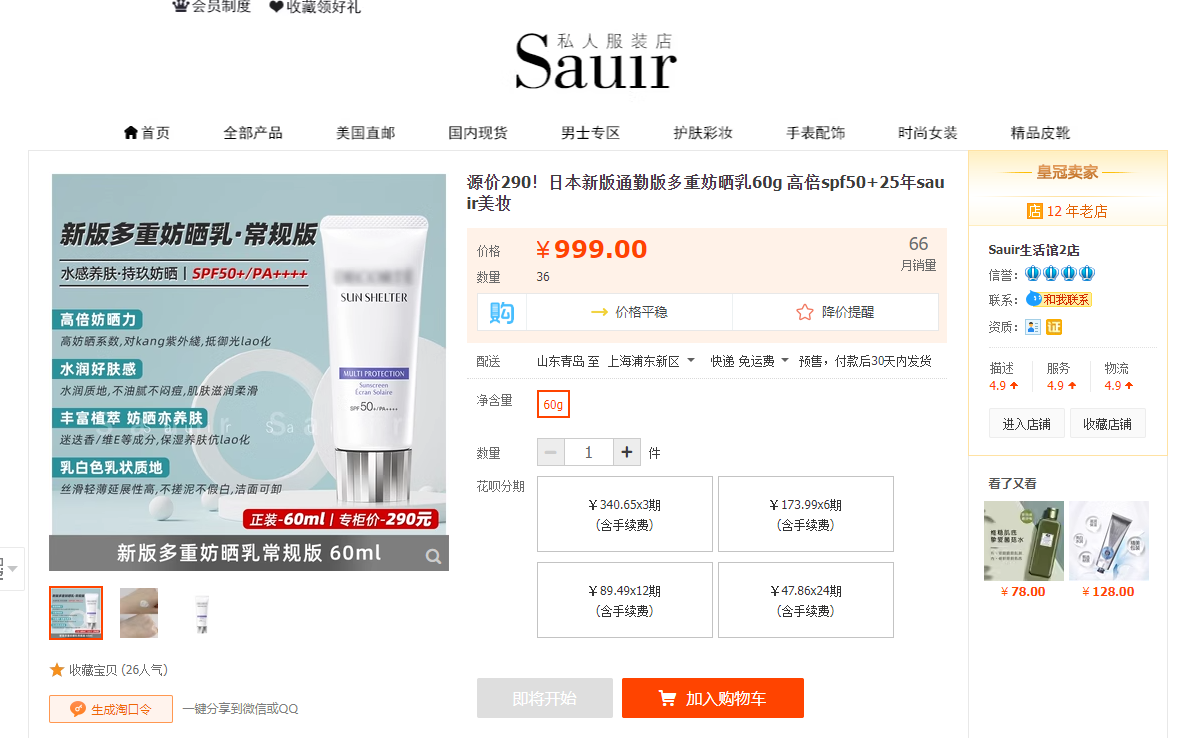 会员制度 收藏领好礼
私人服装店
Sauir
首页 全部产品 美国直邮 国内现货 男士专区 护肤彩妆 手表配饰 时尚女装 精品皮靴
新版多重妨晒乳·常规版
水感养肤·持玖妨晒 | SPF50+/PA++++
高倍妨晒力
高妨晒系数,对kang紫外綫,抵御光lao化
水润好肤感
水润质地,不油腻不闷痘,肌肤滋润柔滑
丰富植萃 妨晒亦养肤
迷迭香/维E等成分,保湿养肤伉lao化
乳白色乳状质地
丝滑轻薄延展性高,不搓泥不假白,洁面可卸
SUN SHELTER
MULTI PROTECTION
Sunscreen
Écran Solaire
SPF50+/PA++++
Sauir Sauir
正装-60ml | 专柜价-290元
新版多重妨晒乳常规版 60ml
收藏宝贝 (26人气)
生成淘口令 一键分享到微信或QQ
源价290！日本新版通勤版多重妨晒乳60g 高倍spf50+25年sau
ir美妆
价格 ¥999.00
66
月销量
数量 36
购 价格平稳 降价提醒
配送 山东青岛 至 上海浦东新区 快递 免运费 预售，付款后30天内发货
净含量 60g
数量 − 1 + 件
花呗分期
¥340.65x3期
(含手续费)
¥173.99x6期
(含手续费)
¥89.49x12期
(含手续费)
¥47.86x24期
(含手续费)
即将开始 加入购物车
皇冠卖家
店 12 年老店
Sauir生活馆2店
信誉：
联系： 和我联系
资质： 证
描述 服务 物流
4.9 4.9 4.9
进入店铺 收藏店铺
看了又看
¥78.00 ¥128.00